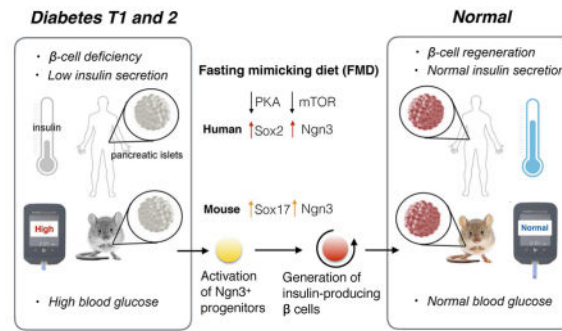 Diabetes T1 and 2
• β-cell deficiency
• Low insulin secretion
insulin
pancreatic islets
High
• High blood glucose
Fasting mimicking diet (FMD)
↓PKA ↓ mTOR
Human ↑Sox2 ↑ Ngn3
Mouse ↑Sox17 ↑ Ngn3
Activation
of Ngn3⁺
progenitors
Generation of
insulin-producing
β cells
Normal
• β-cell regeneration
• Normal insulin secretion
Normal
• Normal blood glucose